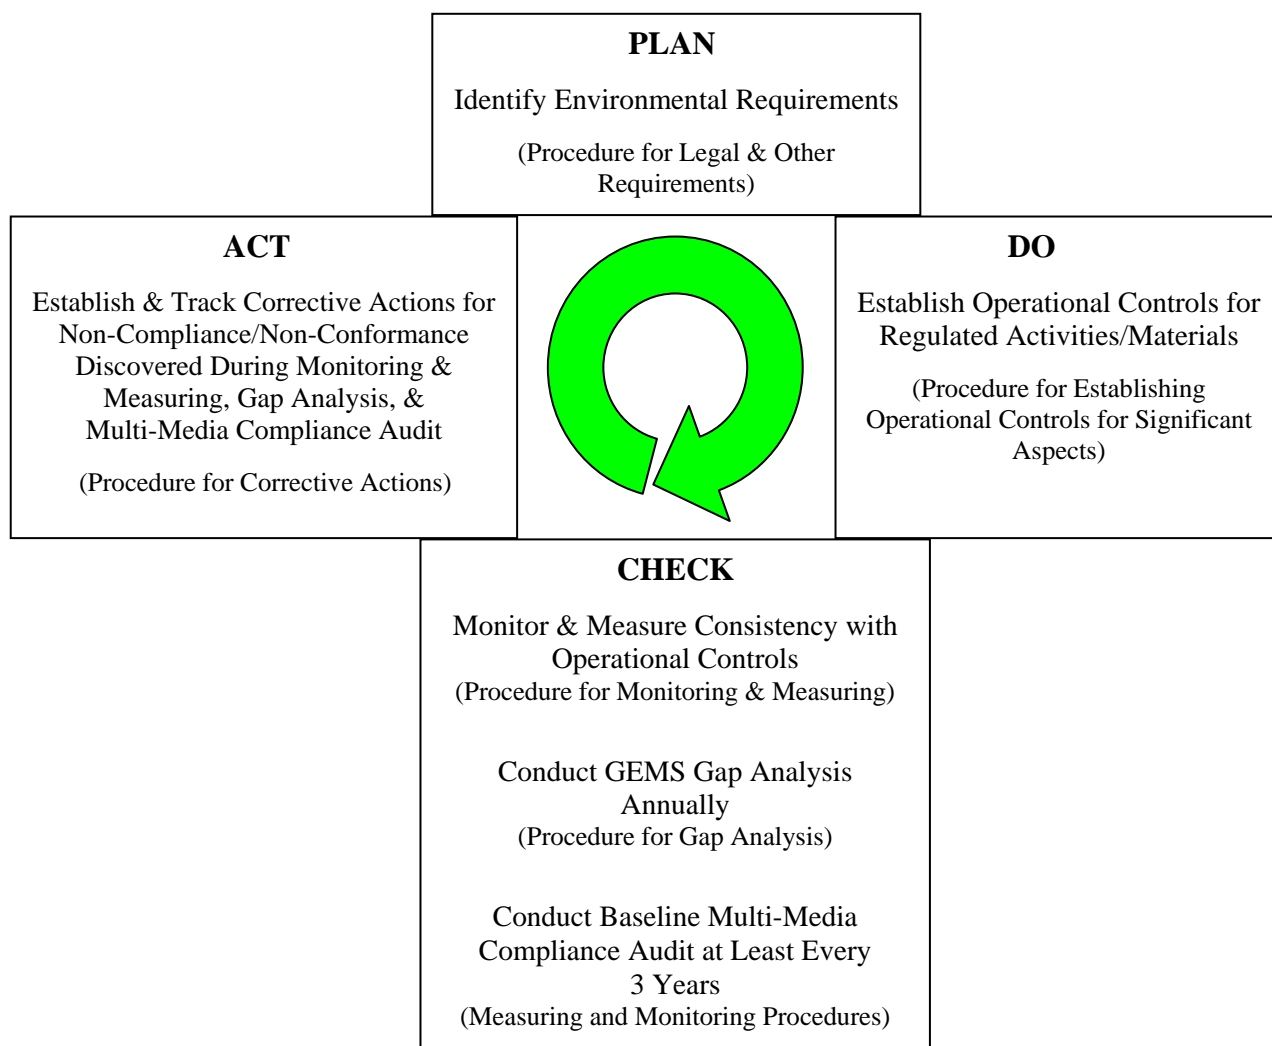 PLAN
Identify Environmental Requirements
(Procedure for Legal & Other
Requirements)
ACT
Establish & Track Corrective Actions for
Non-Compliance/Non-Conformance
Discovered During Monitoring &
Measuring, Gap Analysis, &
Multi-Media Compliance Audit
(Procedure for Corrective Actions)
DO
Establish Operational Controls for
Regulated Activities/Materials
(Procedure for Establishing
Operational Controls for Significant
Aspects)
CHECK
Monitor & Measure Consistency with
Operational Controls
(Procedure for Monitoring & Measuring)
Conduct GEMS Gap Analysis
Annually
(Procedure for Gap Analysis)
Conduct Baseline Multi-Media
Compliance Audit at Least Every
3 Years
(Measuring and Monitoring Procedures)